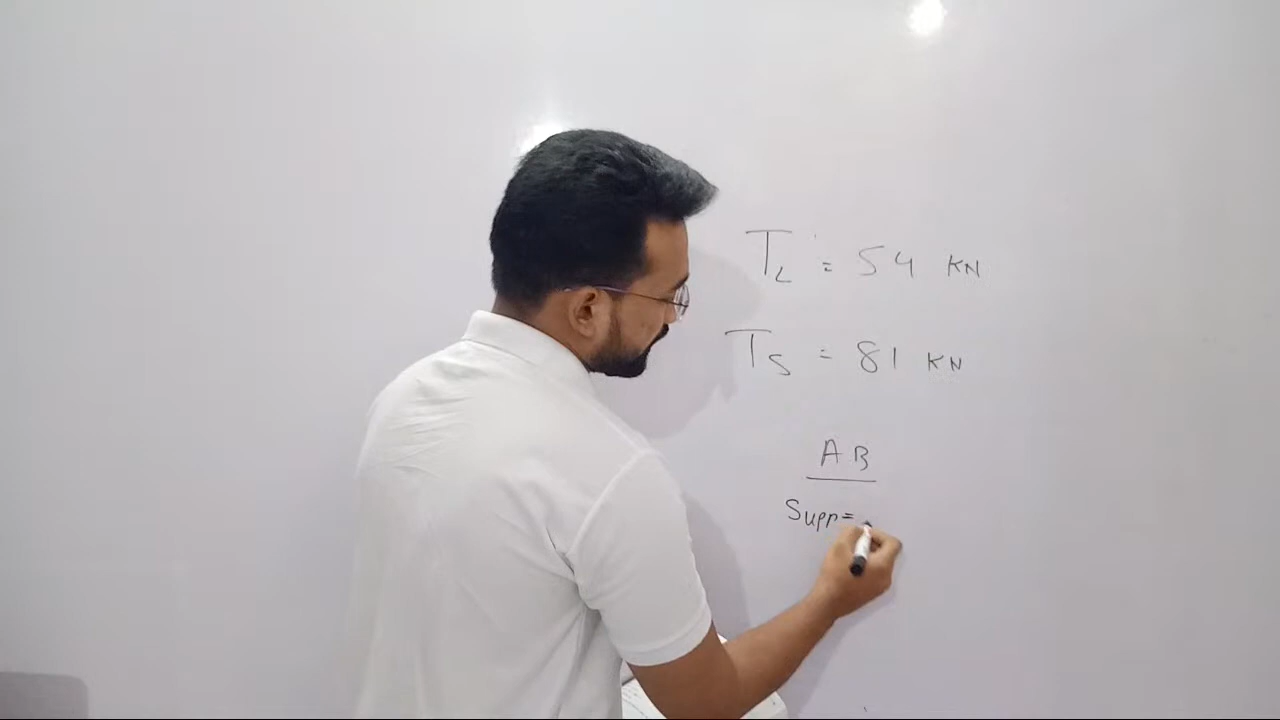 TL = 54 KN
TS = 81 KN
AB
Supp=